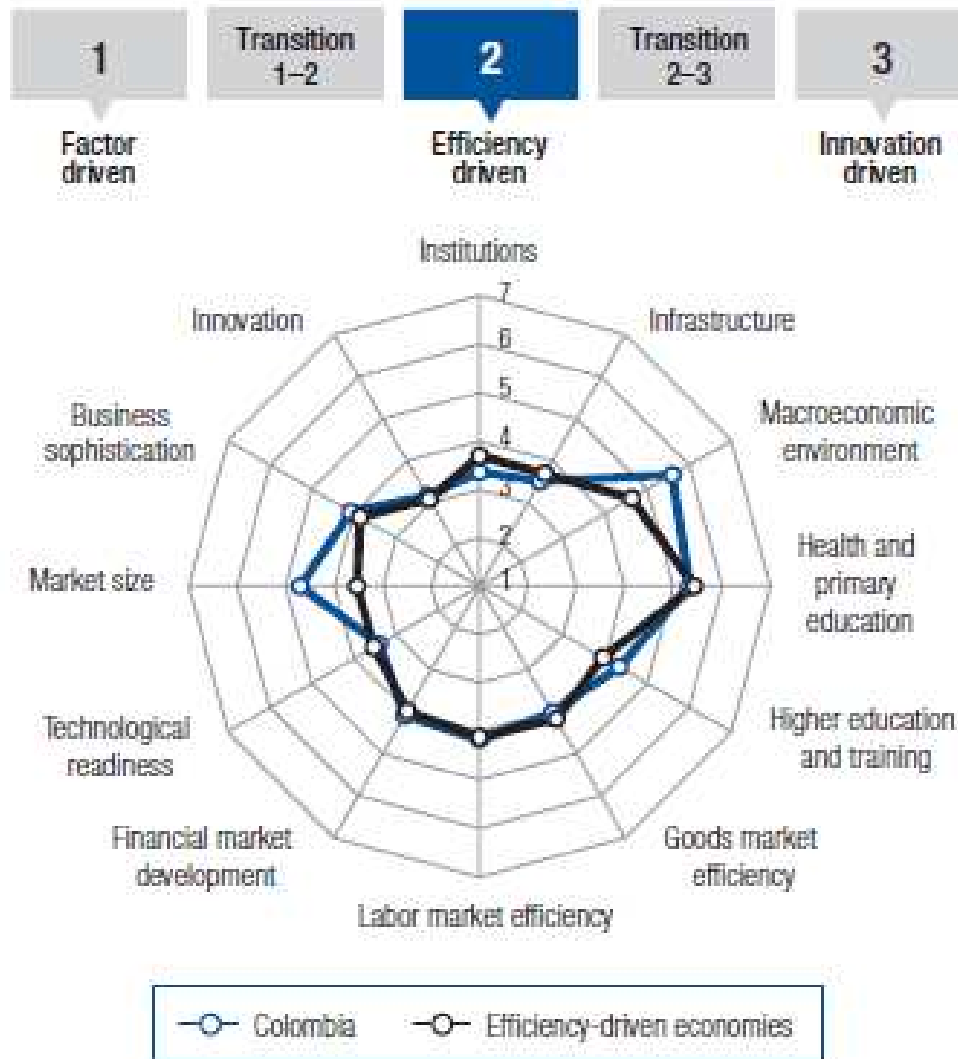 1
Transition
1–2
2
Transition
2–3
3
Factor
driven
Efficiency
driven
Innovation
driven
Institutions
Innovation
Infrastructure
Business
sophistication
Macroeconomic
environment
Market size
Health and
primary
education
Technological
readiness
Higher education
and training
Financial market
development
Goods market
efficiency
Labor market efficiency
7
6
5
4
3
2
1
Colombia
Efficiency-driven economies